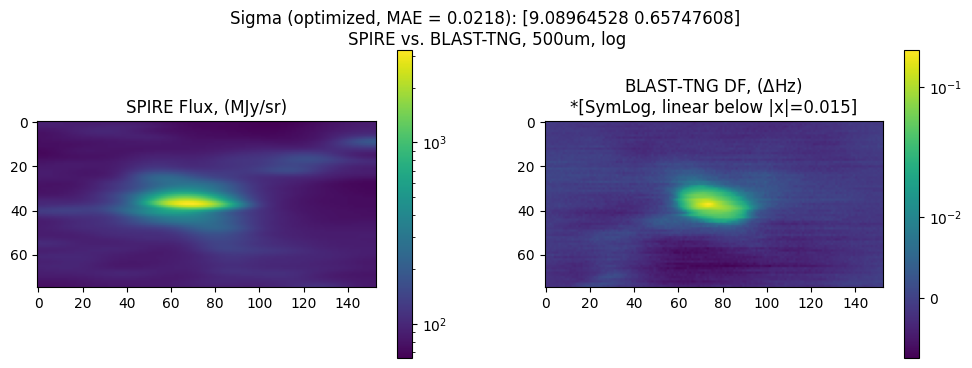 Sigma (optimized, MAE = 0.0218): [9.08964528 0.65747608]
SPIRE vs. BLAST-TNG, 500um, log
SPIRE Flux, (MJy/sr)
0
20
40
60
0 20 40 60 80 100 120 140
10³
10²
BLAST-TNG DF, (ΔHz)
*[SymLog, linear below |x|=0.015]
0
20
40
60
0 20 40 60 80 100 120 140
10⁻¹
10⁻²
0